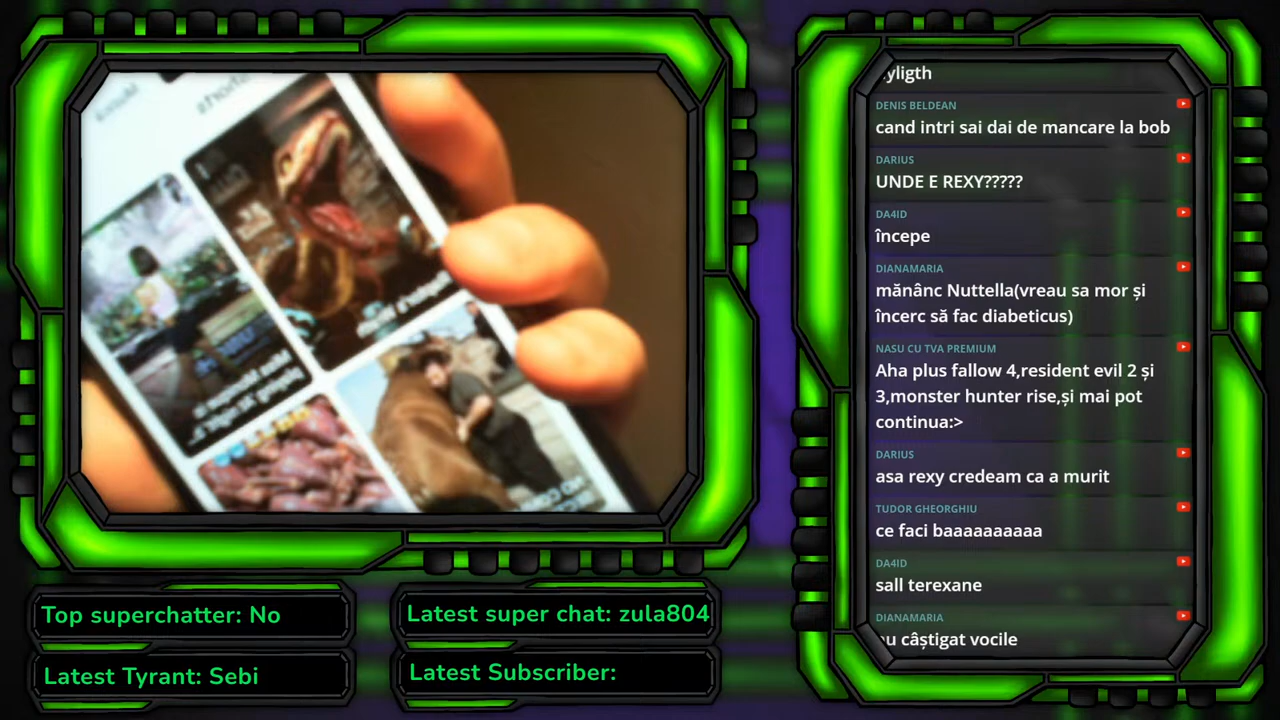 yligth
DENIS BELDEAN
cand intri sai dai de mancare la bob
DARIUS
UNDE E REXY?????
DA4ID
începe
DIANAMARIA
mănânc Nuttella(vreau sa mor și
încerc să fac diabeticus)
NASU CU TVA PREMIUM
Aha plus fallow 4,resident evil 2 și
3,monster hunter rise,și mai pot
continua:>
DARIUS
asa rexy credeam ca a murit
TUDOR GHEORGHIU
ce faci baaaaaaaaaa
DA4ID
sall terexane
DIANAMARIA
au câștigat vocile
Top superchatter: No
Latest super chat: zula804
Latest Tyrant: Sebi
Latest Subscriber: